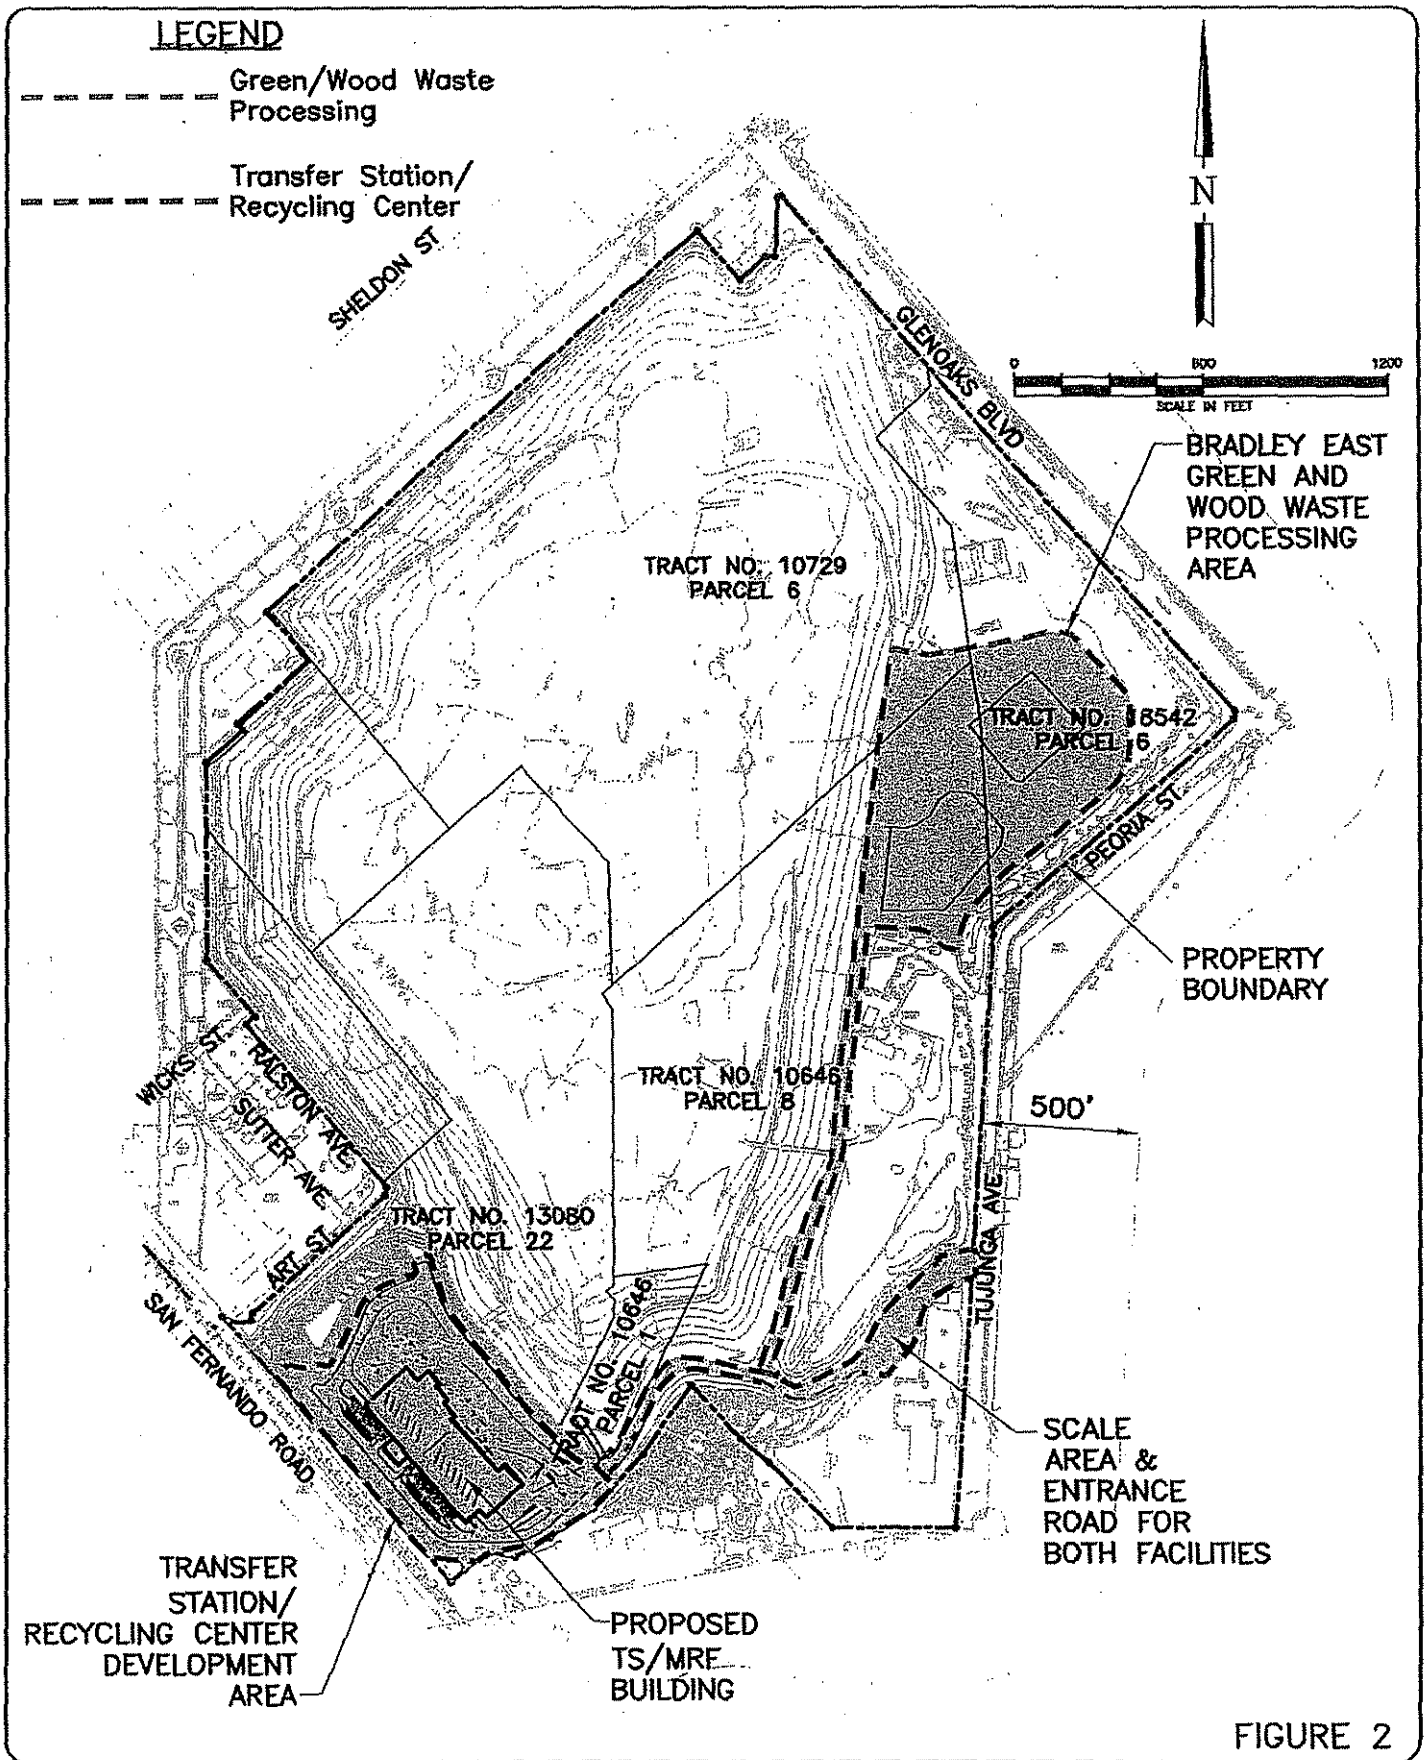 LEGEND
Green/Wood Waste
Processing
Transfer Station/
Recycling Center
SHELDON ST
N
GLENOAKS BLVD
0 600 1200
SCALE IN FEET
BRADLEY EAST
GREEN AND
WOOD WASTE
PROCESSING
AREA
TRACT NO. 10729
PARCEL 6
TRACT NO. 18542
PARCEL 6
PEORIA ST.
PROPERTY
BOUNDARY
WICKS ST.
RALSTON AVE.
SUTTER AVE.
TRACT NO. 10646
PARCEL 8
500'
TUJUNGA AVE.
TRACT NO. 13080
PARCEL 22
ART ST.
SAN FERNANDO ROAD
TRACT NO. 10646
PARCEL 1
SCALE
AREA &
ENTRANCE
ROAD FOR
BOTH FACILITIES
TRANSFER
STATION/
RECYCLING CENTER
DEVELOPMENT
AREA
PROPOSED
TS/MRF
BUILDING
FIGURE 2